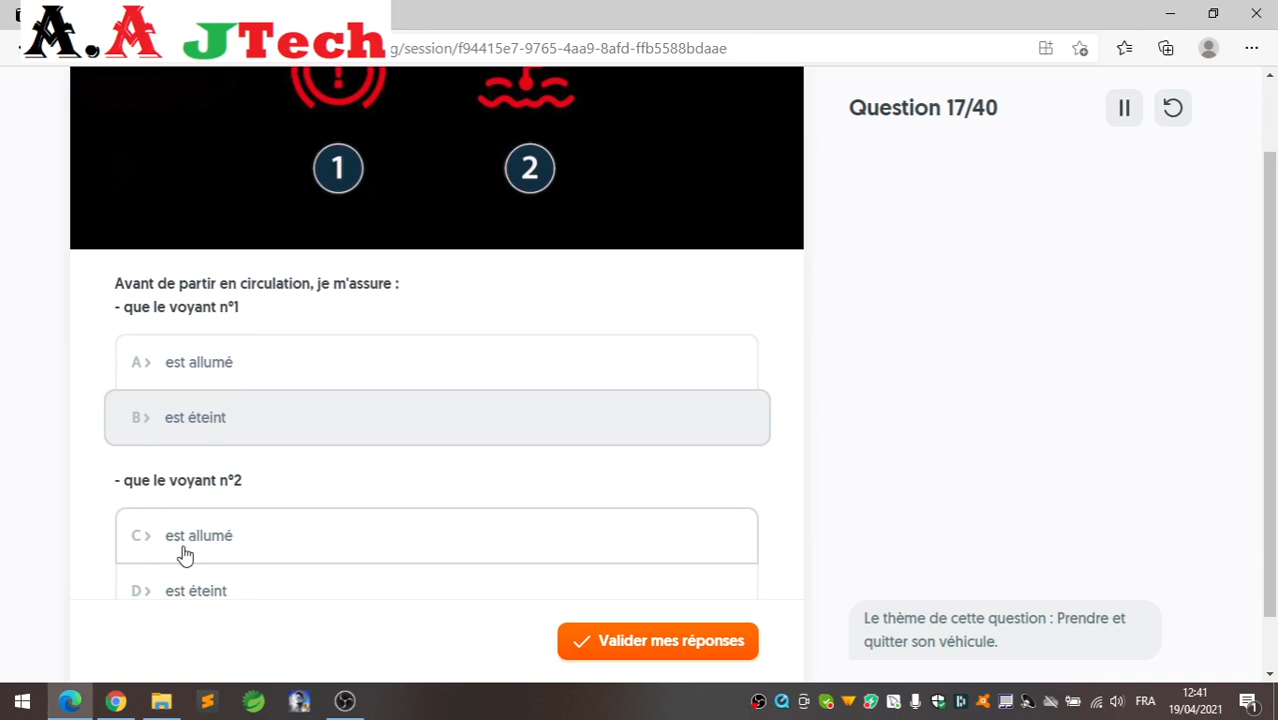 A.A JTech
g/session/f94415e7-9765-4aa9-8afd-ffb5588bdaae
1 2
Question 17/40
Avant de partir en circulation, je m'assure :
- que le voyant n°1
A > est allumé
B > est éteint
- que le voyant n°2
C > est allumé
D > est éteint
Valider mes réponses
Le thème de cette question : Prendre et
quitter son véhicule.
FRA
12:41
19/04/2021